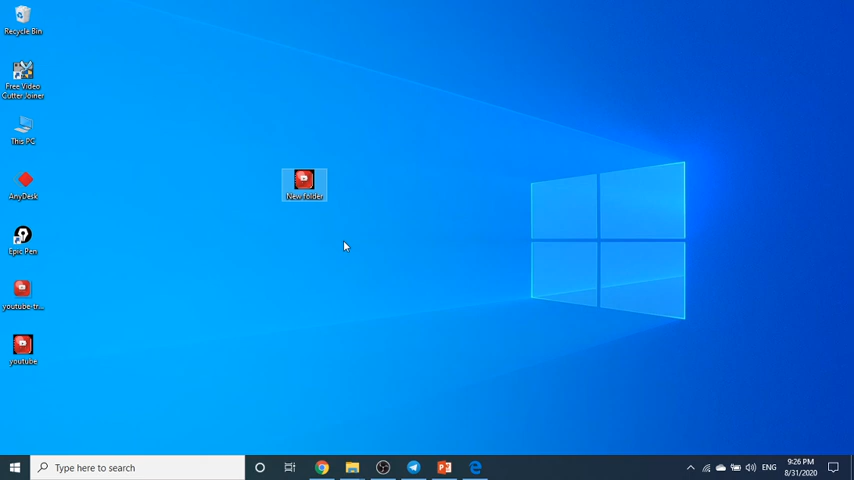 Recycle Bin
Free Video
Cutter Joiner
This PC
AnyDesk
Epic Pen
youtube-tr...
youtube
New folder
Type here to search
ENG
9:26 PM
8/31/2020